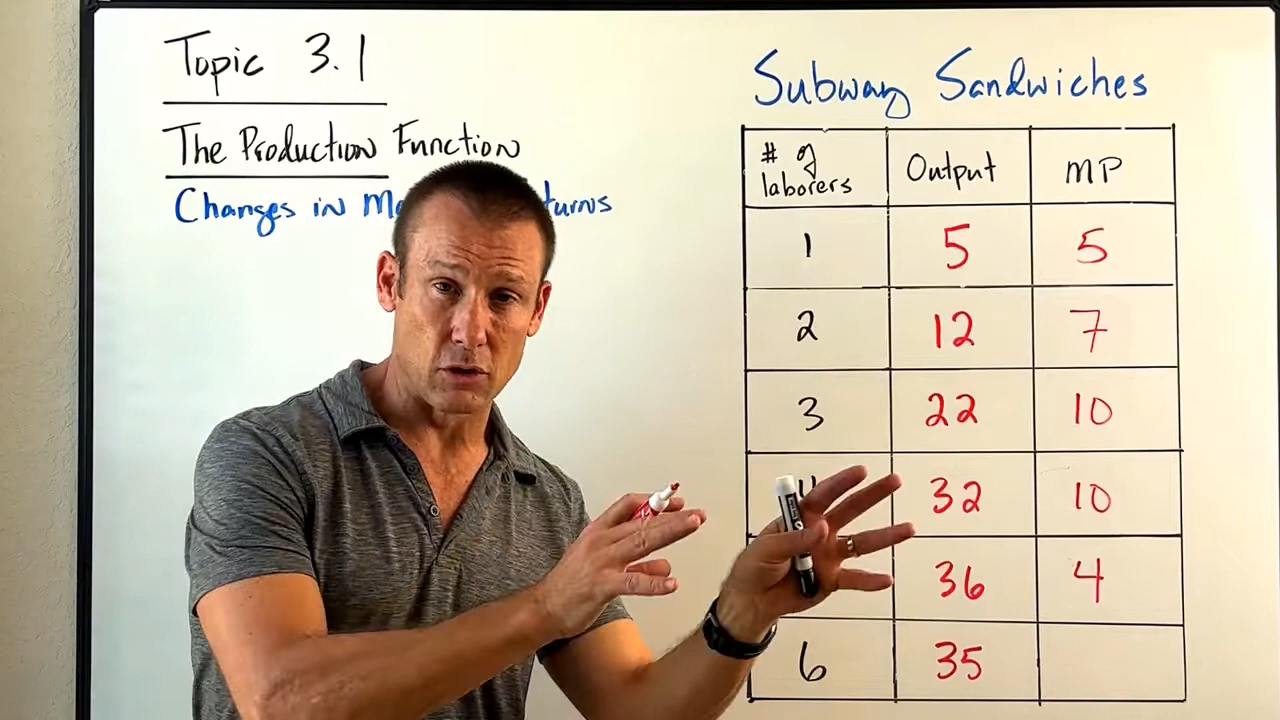 Topic 3.1
The Production Function
Changes in
Subway Sandwiches
# of laborers Output MP
1 5 5
2 12 7
3 22 10
32 10
36 4
6 35